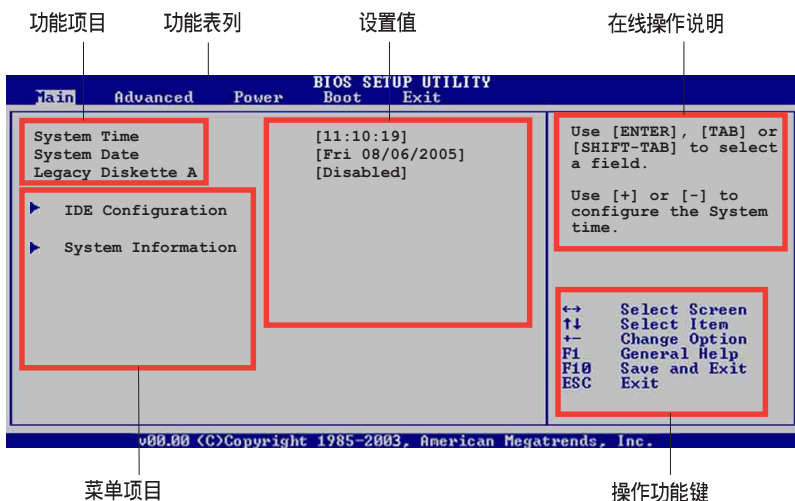 功能项目 功能表列 设置值 在线操作说明
BIOS SETUP UTILITY
Main Advanced Power Boot Exit
System Time [11:10:19]
System Date [Fri 08/06/2005]
Legacy Diskette A [Disabled]
IDE Configuration
System Information
Use [ENTER], [TAB] or
[SHIFT-TAB] to select
a field.
Use [+] or [-] to
configure the System
time.
←→ Select Screen
↑↓ Select Item
+- Change Option
F1 General Help
F10 Save and Exit
ESC Exit
v00.00 (C)Copyright 1985-2003, American Megatrends, Inc.
菜单项目 操作功能键